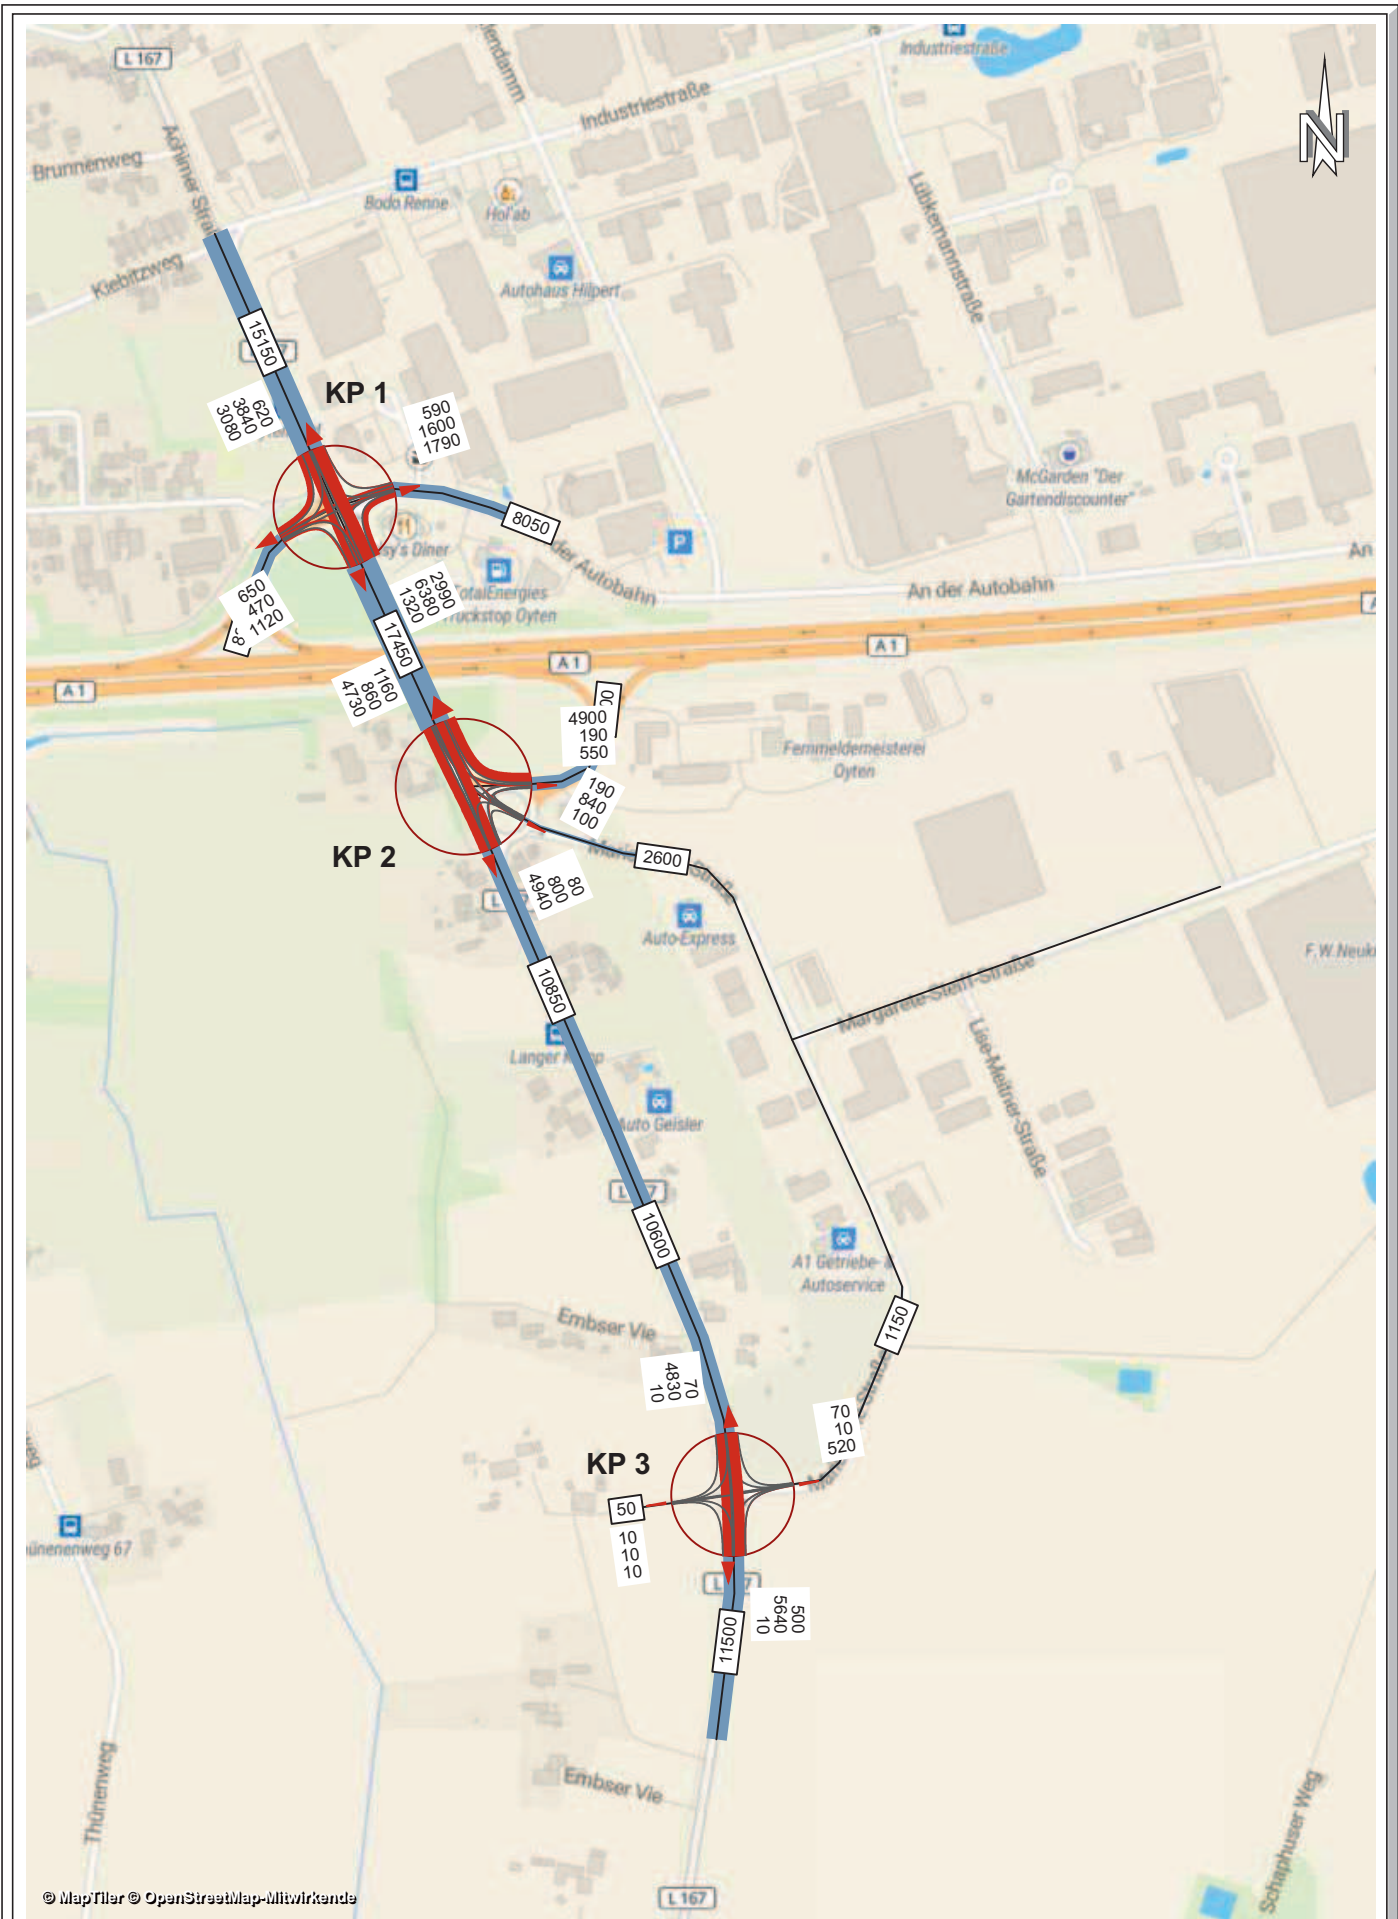 L 167
Industriestraße
Industriestraße
Brunnenweg
Bodo Renne
Hol'ab
Kiebitzweg
Autohaus Hilpert
Lübkemannstraße
15150
KP 1
620
3840
3080
590
1600
1790
McGarden "Der
Gartendiscounter"
8050
An
der Autobahn
An der Autobahn
TotalEnergies
Truckstop Oyten
650
470
1120
2990
6380
1320
17450
A 1
A 1
A 1
1160
860
4730
4900
190
550
Fernmeldemeisterei
Oyten
190
840
100
KP 2
2600
Straße
80
800
4940
Auto-Express
F.W.Neuk
10850
Margarete-Steiff-Straße
Langer
Lise-Meitner-Straße
Auto Geisler
10600
A1 Getriebe- &
Autoservice
1150
Embser Vie
70
4830
10
70
10
520
KP 3
50
10
10
10
ünenenweg 67
500
5640
10
11500
Thünenweg
Embser Vie
Schaphuser Weg
L 167
© MapTiler © OpenStreetMap-Mitwirkende